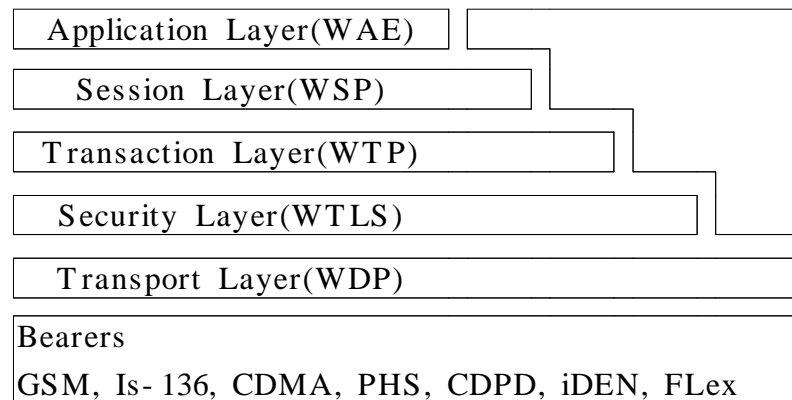 Application Layer(WAE)
Session Layer(WSP)
Transaction Layer(WTP)
Security Layer(WTLS)
Transport Layer(WDP)
Bearers
GSM, Is-136, CDMA, PHS, CDPD, iDEN, FLex